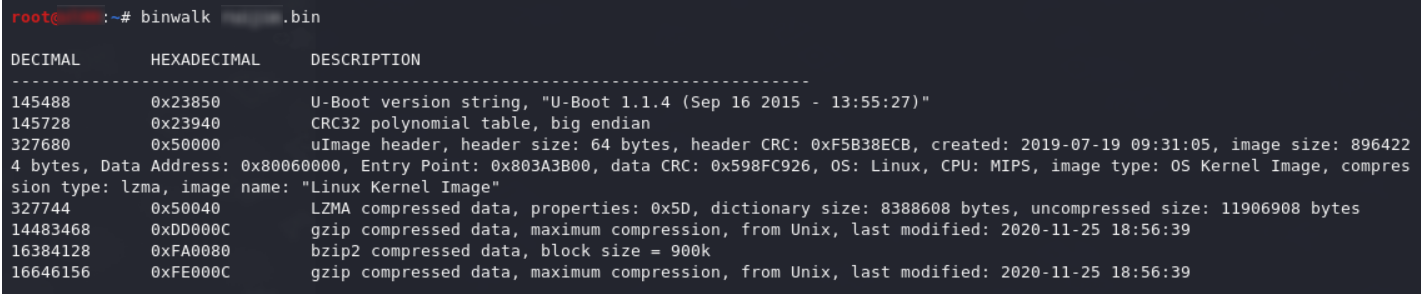 root@ :~# binwalk .bin
DECIMAL HEXADECIMAL DESCRIPTION
--------------------------------------------------------------------------------
145488 0x23850 U-Boot version string, "U-Boot 1.1.4 (Sep 16 2015 - 13:55:27)"
145728 0x23940 CRC32 polynomial table, big endian
327680 0x50000 uImage header, header size: 64 bytes, header CRC: 0xF5B38ECB, created: 2019-07-19 09:31:05, image size: 896422
4 bytes, Data Address: 0x80060000, Entry Point: 0x803A3B00, data CRC: 0x598FC926, OS: Linux, CPU: MIPS, image type: OS Kernel Image, compres
sion type: lzma, image name: "Linux Kernel Image"
327744 0x50040 LZMA compressed data, properties: 0x5D, dictionary size: 8388608 bytes, uncompressed size: 11906908 bytes
14483468 0xDD000C gzip compressed data, maximum compression, from Unix, last modified: 2020-11-25 18:56:39
16384128 0xFA0080 bzip2 compressed data, block size = 900k
16646156 0xFE000C gzip compressed data, maximum compression, from Unix, last modified: 2020-11-25 18:56:39